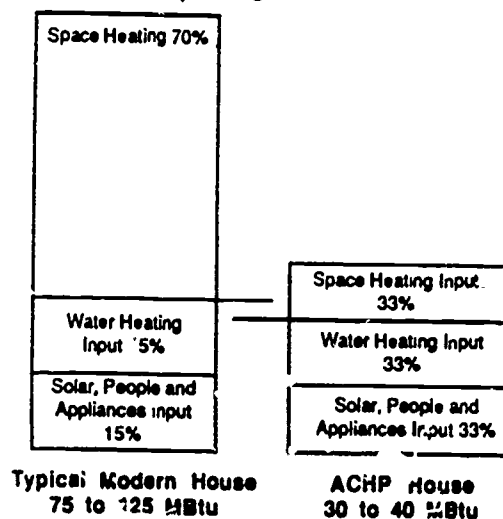 Space Heating 70%
Water Heating
Input 15%
Solar, People and
Appliances input
15%
Typical Modern House
75 to 125 MBtu
Space Heating Input
33%
Water Heating Input
33%
Solar, People and
Appliances Input 33%
ACHP House
30 to 40 MBtu